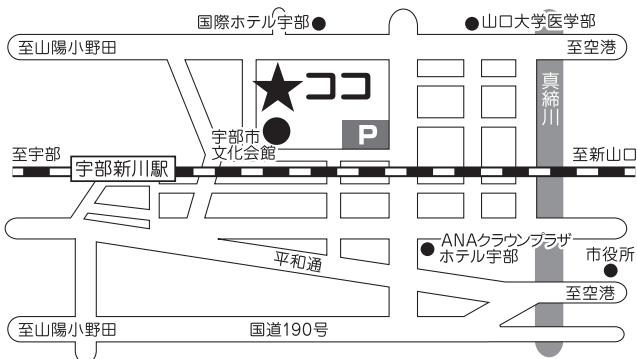 国際ホテル宇部
山口大学医学部
至山陽小野田
至空港
ココ
真締川
P
宇部市
文化会館
至宇部
宇部新川駅
至新山口
ANAクラウンプラザ
ホテル宇部
市役所
平和通
至空港
至山陽小野田
国道190号